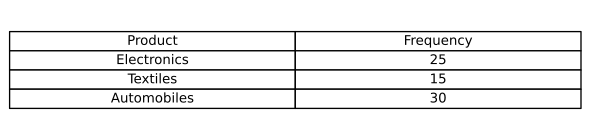 Product Frequency
Electronics 25
Textiles 15
Automobiles 30